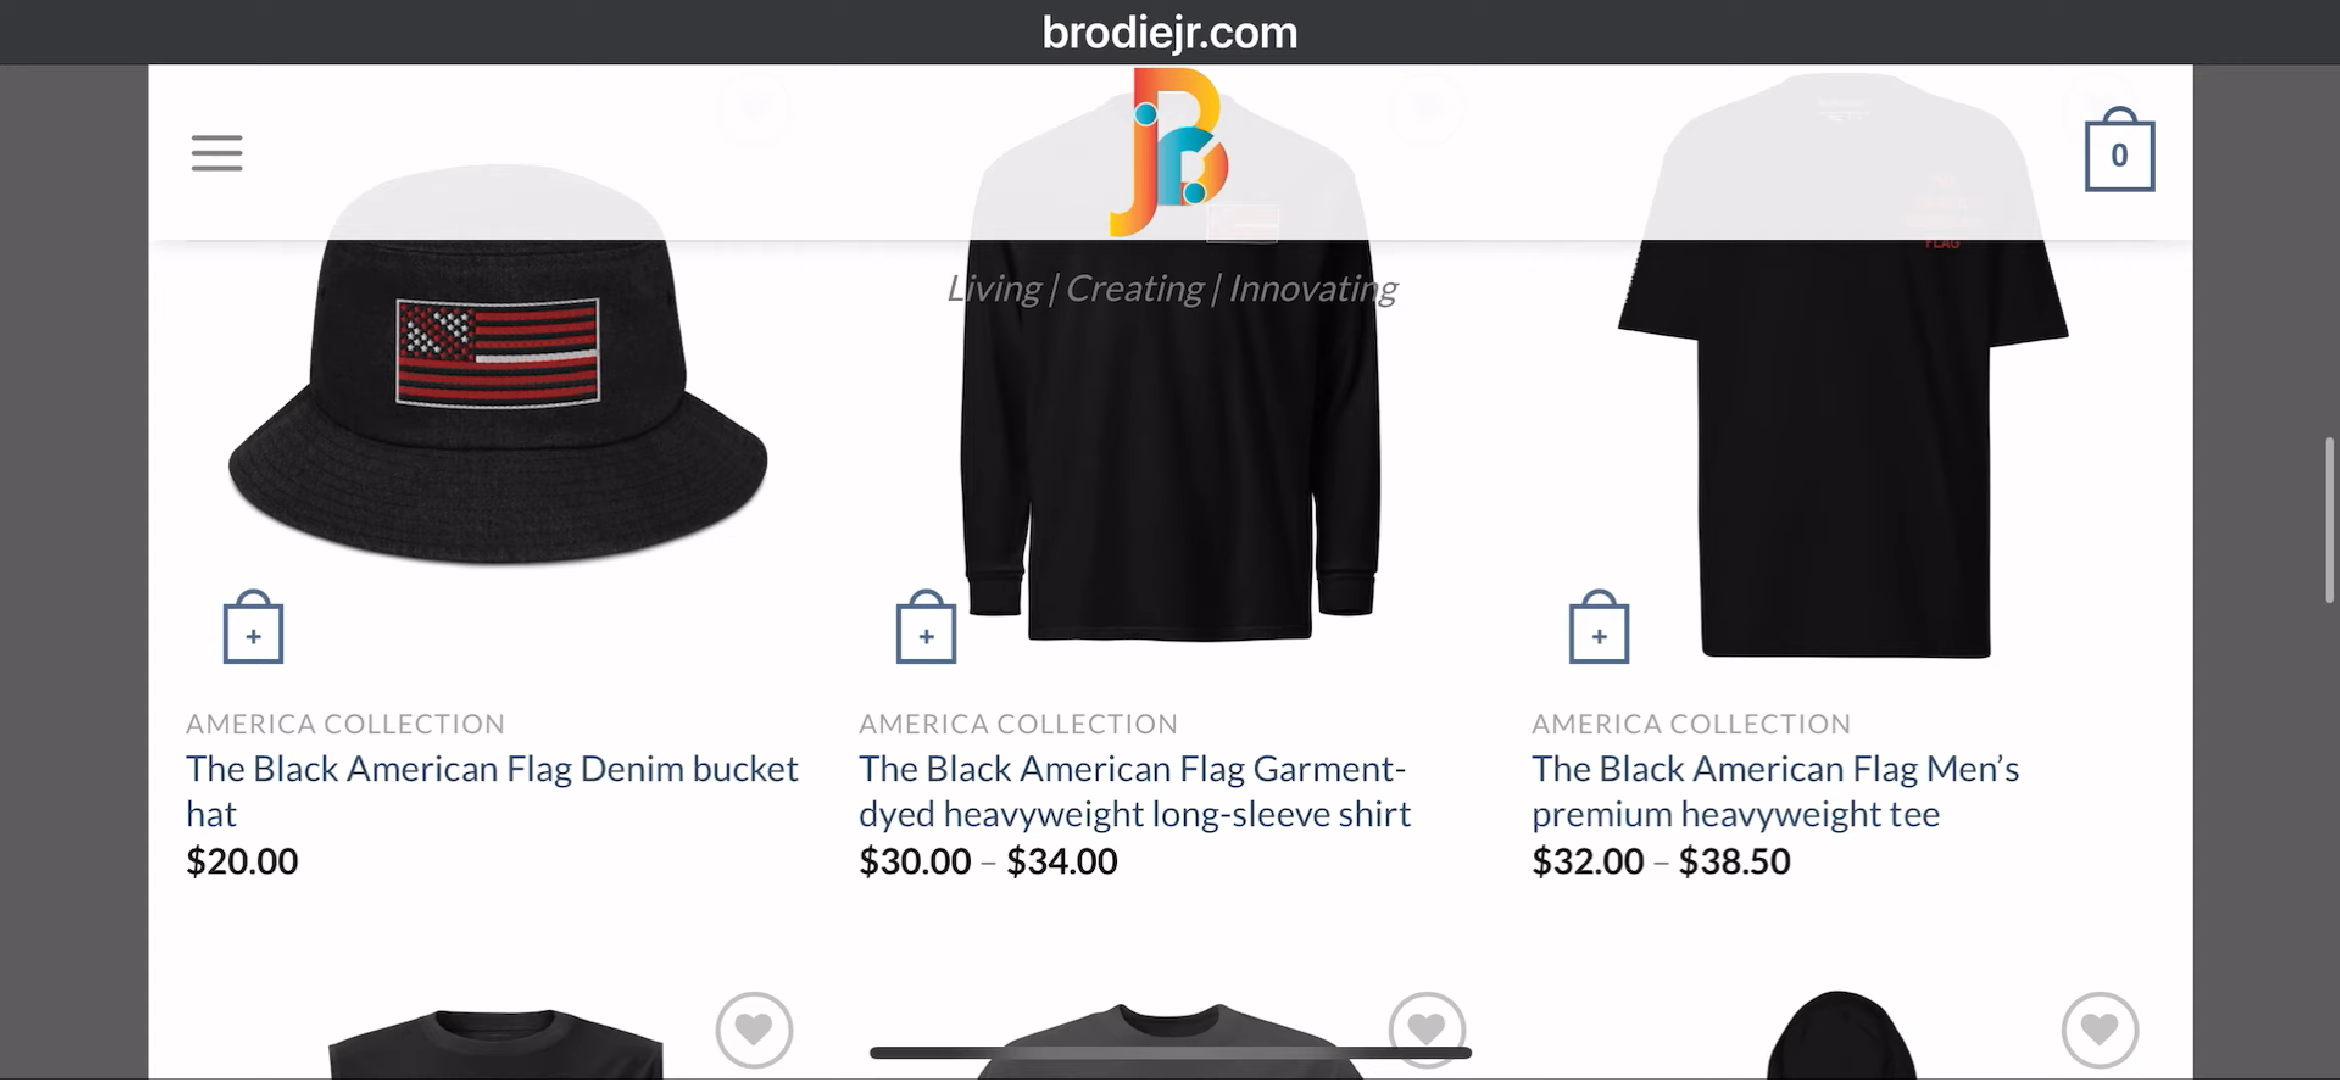 brodiejr.com
0
FLAG
Living | Creating | Innovating
+
+
+
AMERICA COLLECTION
The Black American Flag Denim bucket
hat
$20.00
AMERICA COLLECTION
The Black American Flag Garment-
dyed heavyweight long-sleeve shirt
$30.00 – $34.00
AMERICA COLLECTION
The Black American Flag Men’s
premium heavyweight tee
$32.00 – $38.50